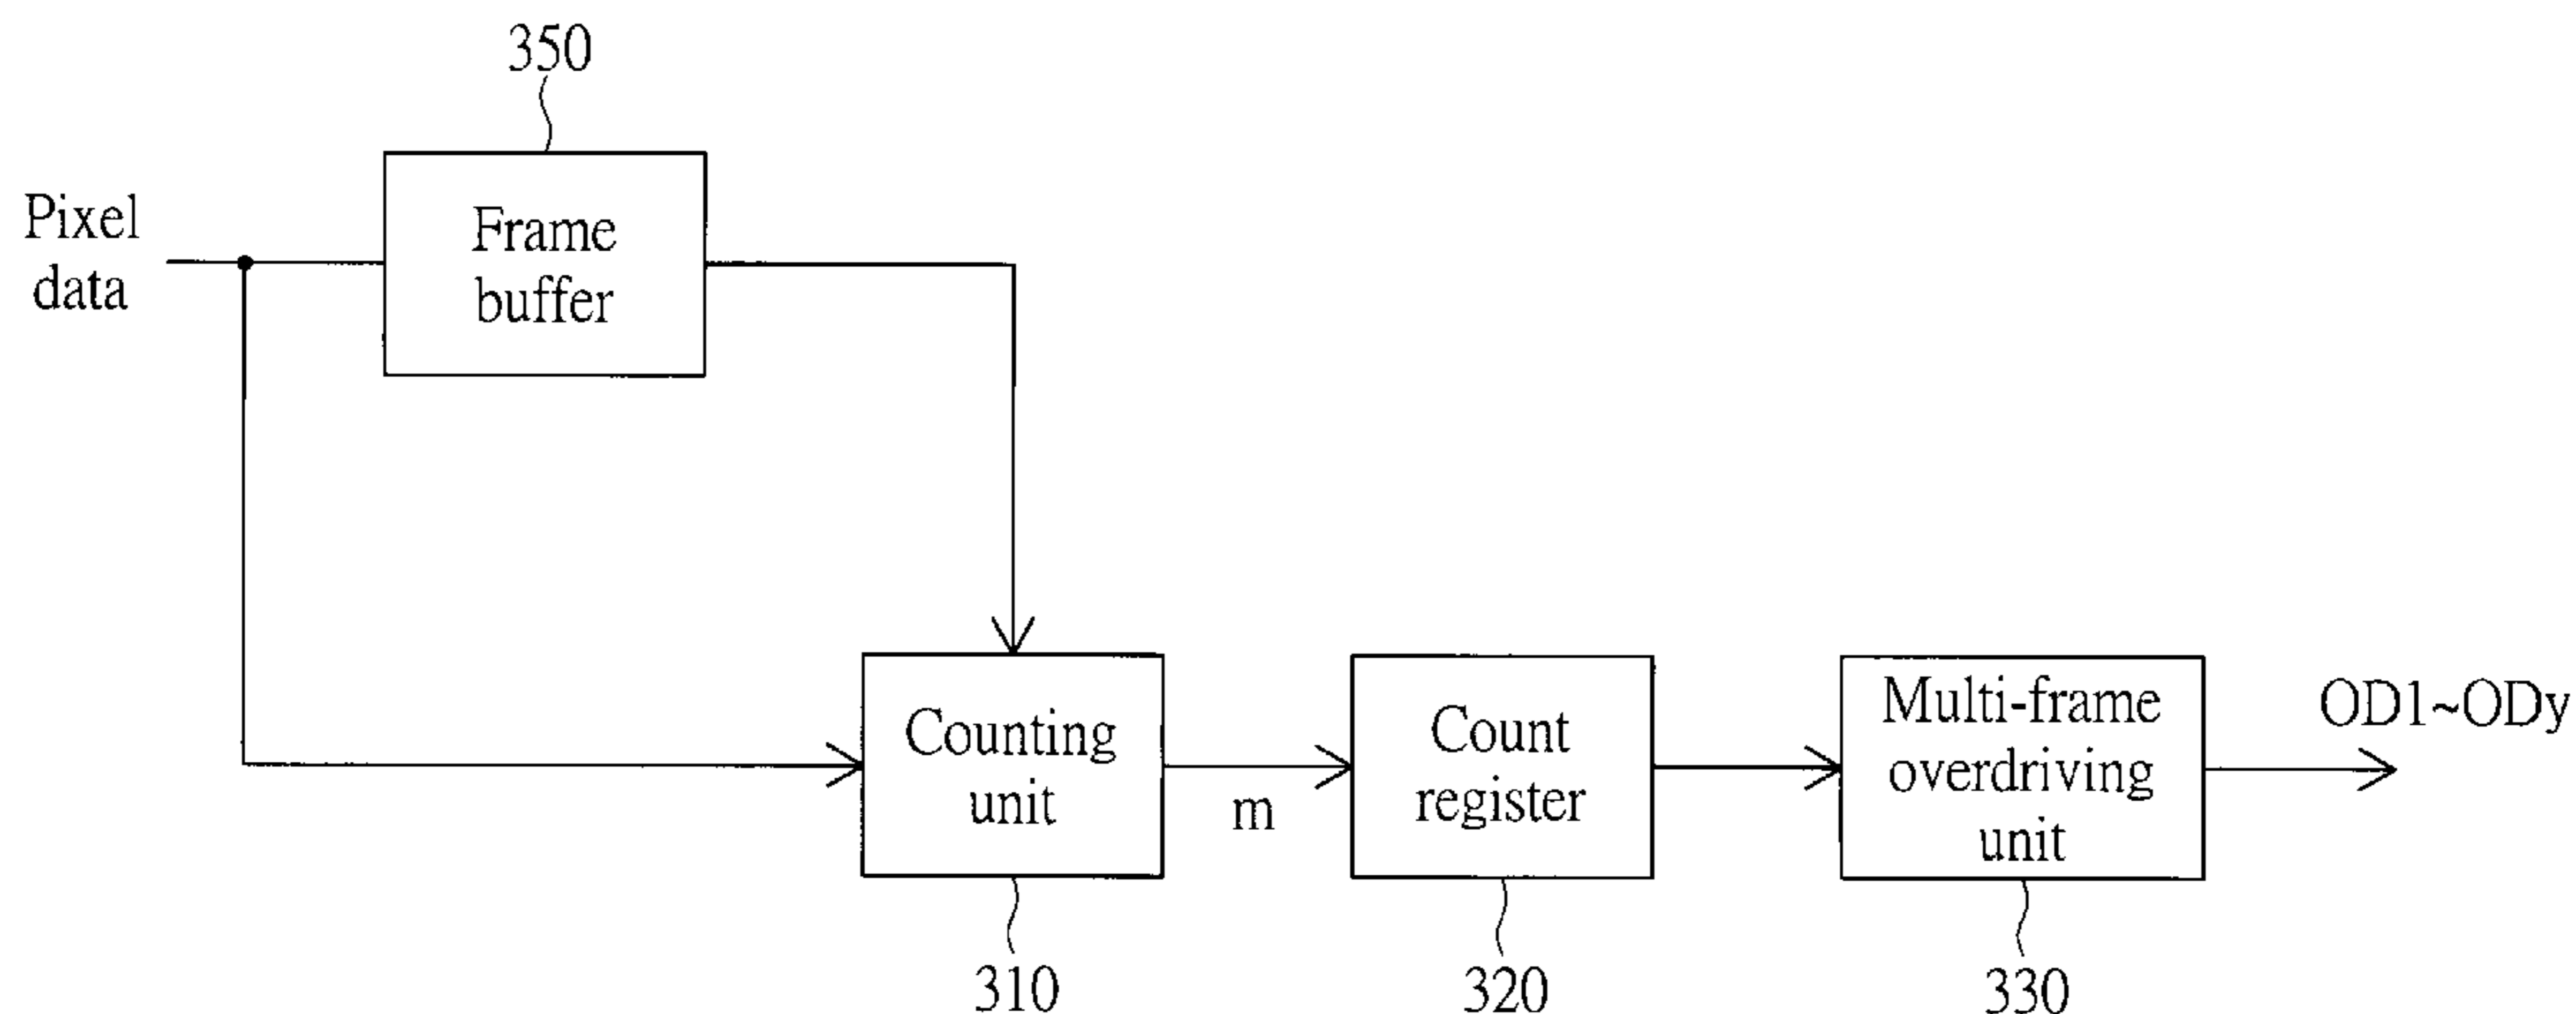 350
Pixel
data
Frame
buffer
Counting
unit
m
Count
register
Multi-frame
overdriving
unit
OD1~ODy
310
320
330